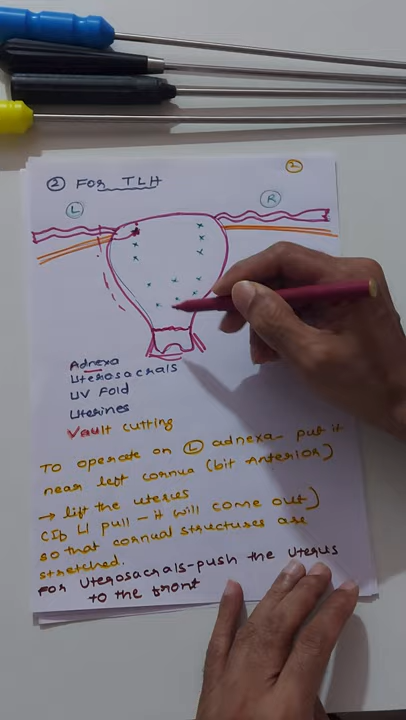 2
② FOR TLH
L
R
Adnexa
Uterosacrals
UV Fold
Uterines
Vault cutting
To operate on Ⓛ adnexa- put it
near left cornua (bit Anterior)
→ lift the uterus
(Ib U pull - it will come out)
so that cornual structures are
stretched.
For Uterosacrals-push the Uterus
to the front